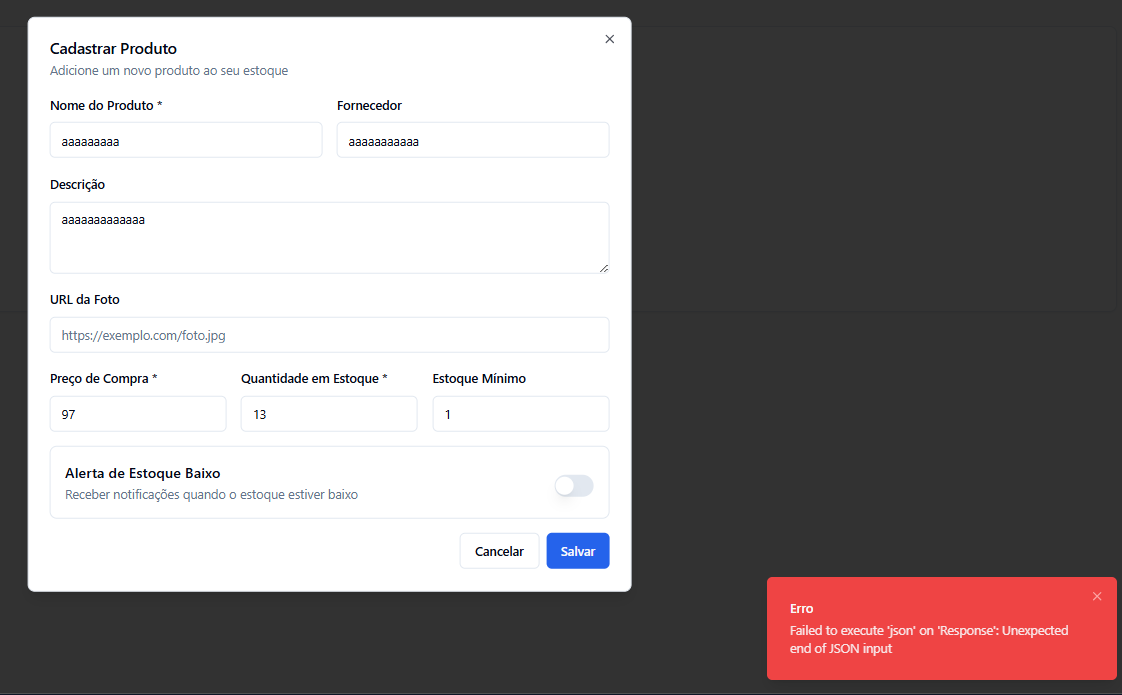 Cadastrar Produto
Adicione um novo produto ao seu estoque
Nome do Produto *
Fornecedor
aaaaaaaaa
aaaaaaaaaaa
Descrição
aaaaaaaaaaaaa
URL da Foto
https://exemplo.com/foto.jpg
Preço de Compra *
Quantidade em Estoque *
Estoque Mínimo
97
13
1
Alerta de Estoque Baixo
Receber notificações quando o estoque estiver baixo
Cancelar
Salvar
Erro
Failed to execute 'json' on 'Response': Unexpected
end of JSON input